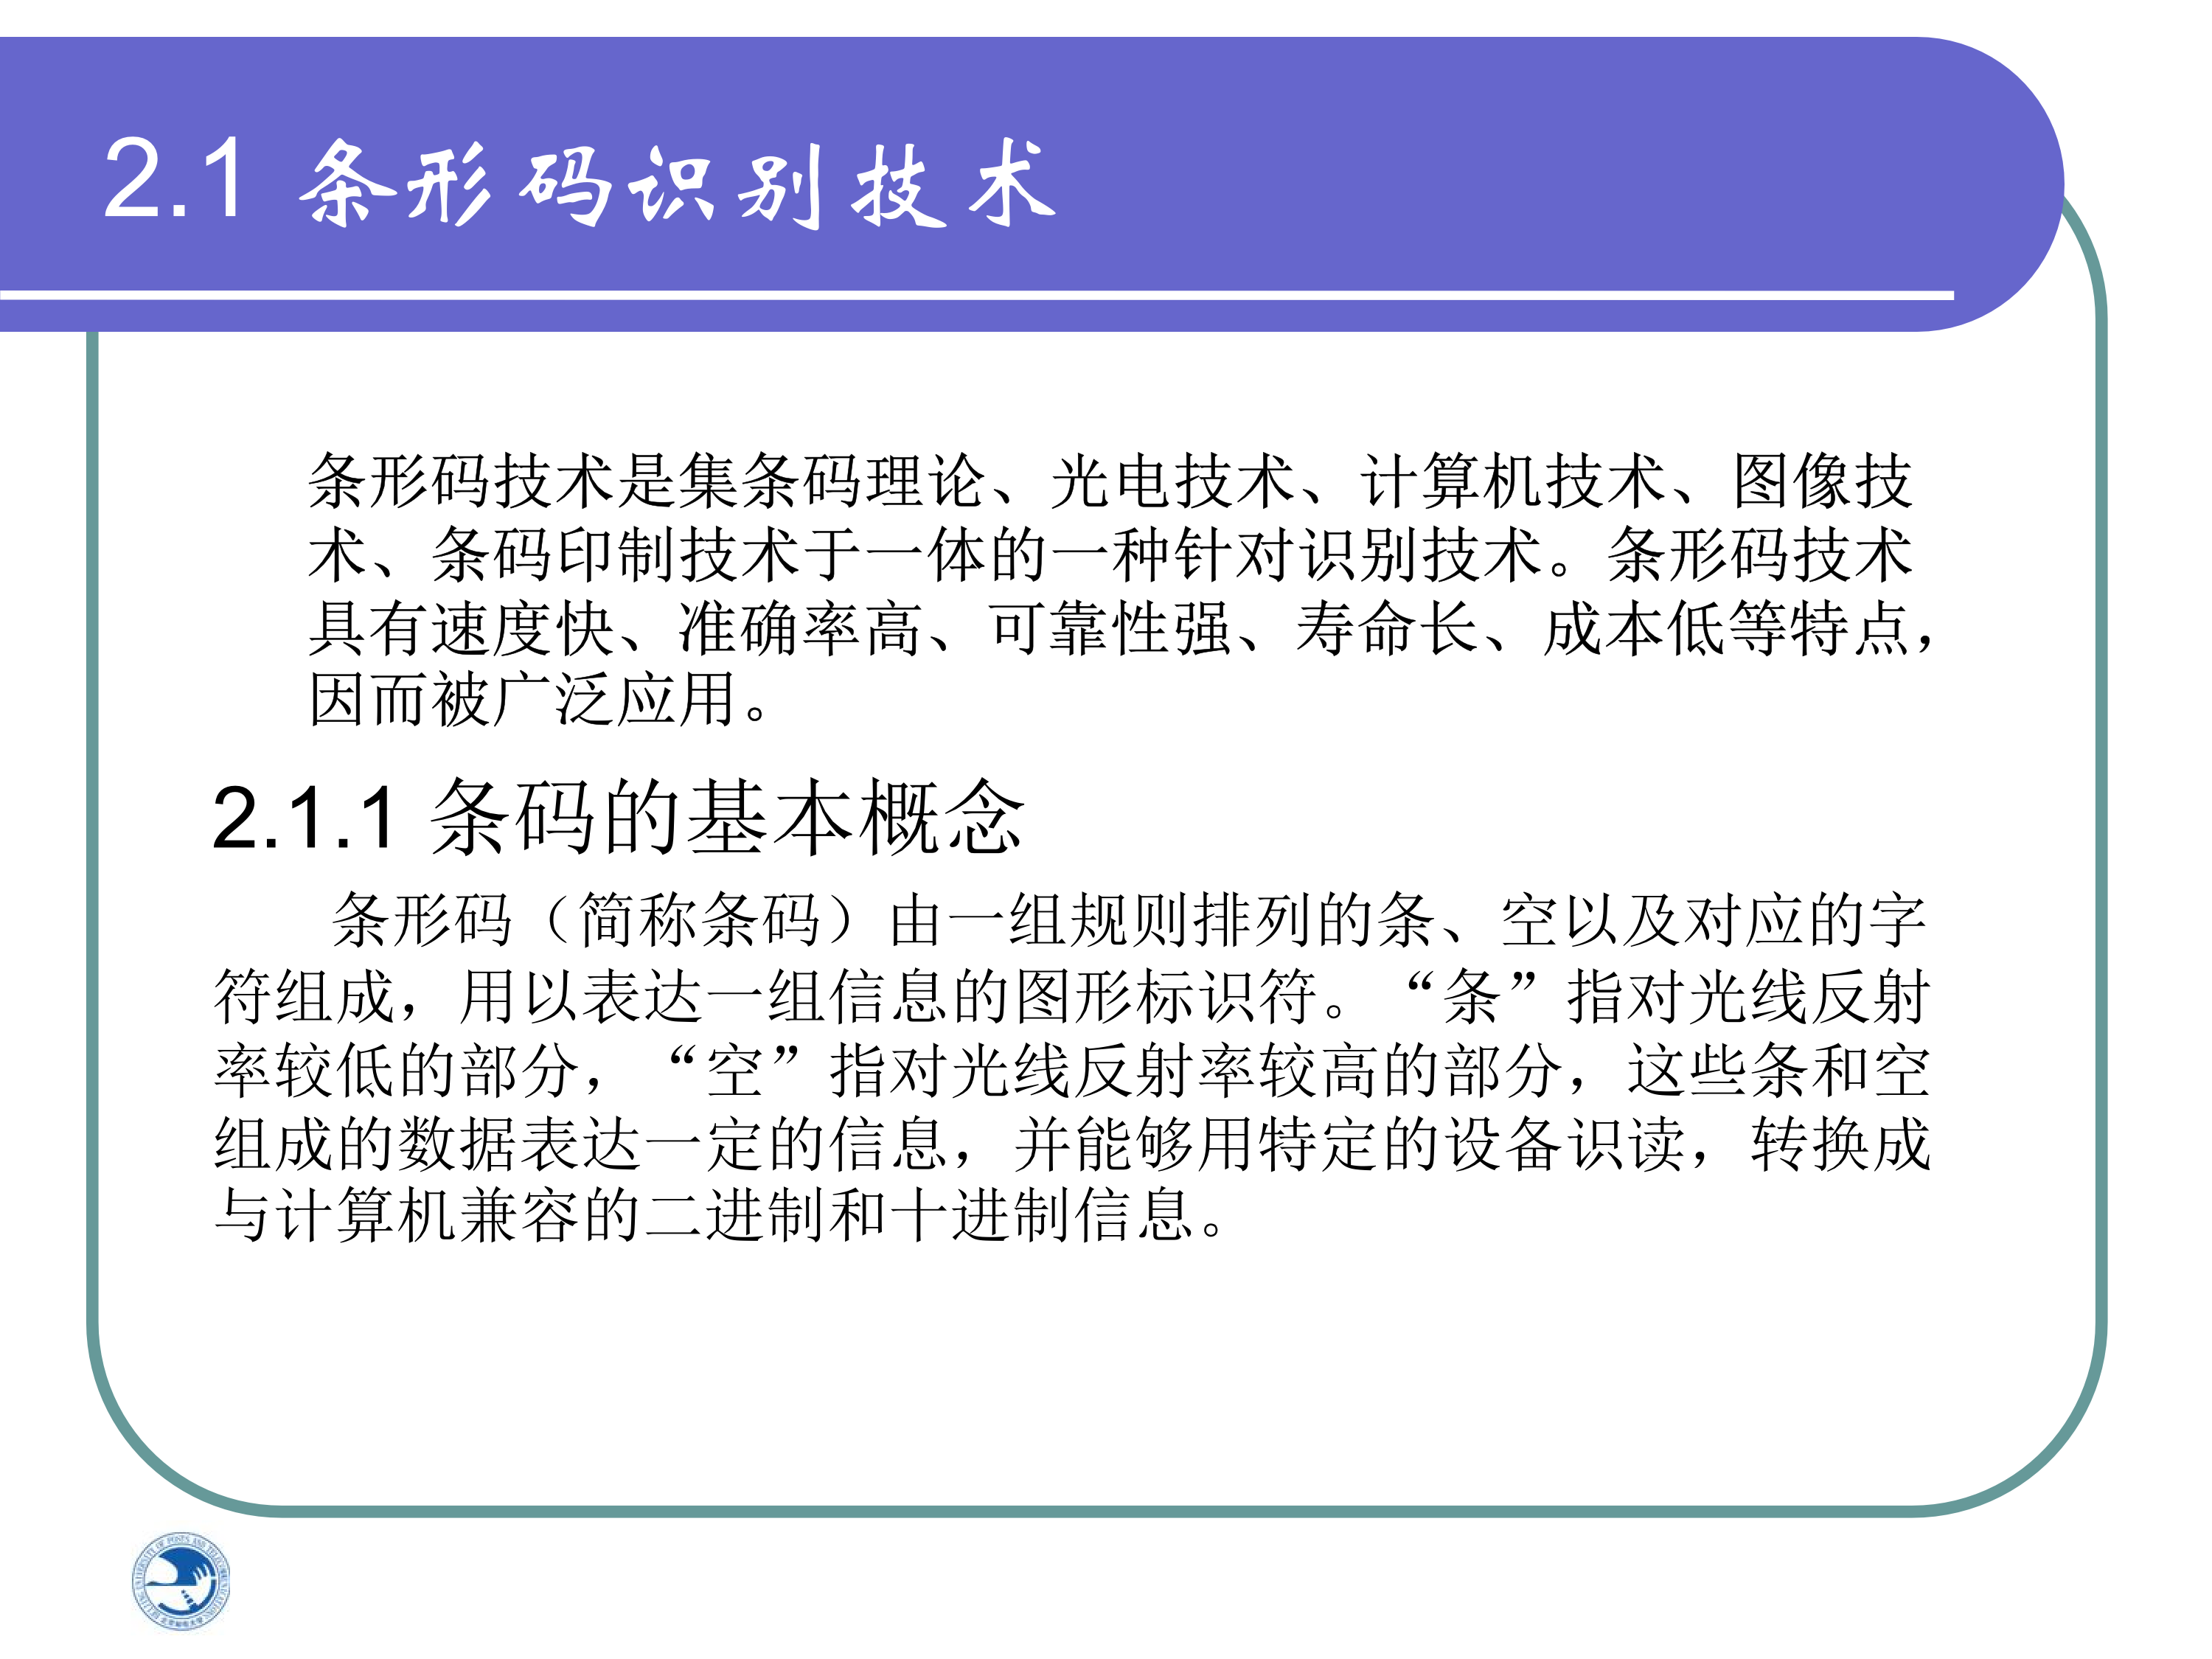 2.1 条形码识别技术
条形码技术是集条码理论、光电技术、计算机技术、图像技
术、条码印制技术于一体的一种针对识别技术。条形码技术
具有速度快、准确率高、可靠性强、寿命长、成本低等特点，
因而被广泛应用。
2.1.1 条码的基本概念
条形码（简称条码）由一组规则排列的条、空以及对应的字
符组成，用以表达一组信息的图形标识符。“条”指对光线反射
率较低的部分，“空”指对光线反射率较高的部分，这些条和空
组成的数据表达一定的信息，并能够用特定的设备识读，转换成
与计算机兼容的二进制和十进制信息。
UNIVERSITY OF POSTS AND TELECOMMUNICATIONS